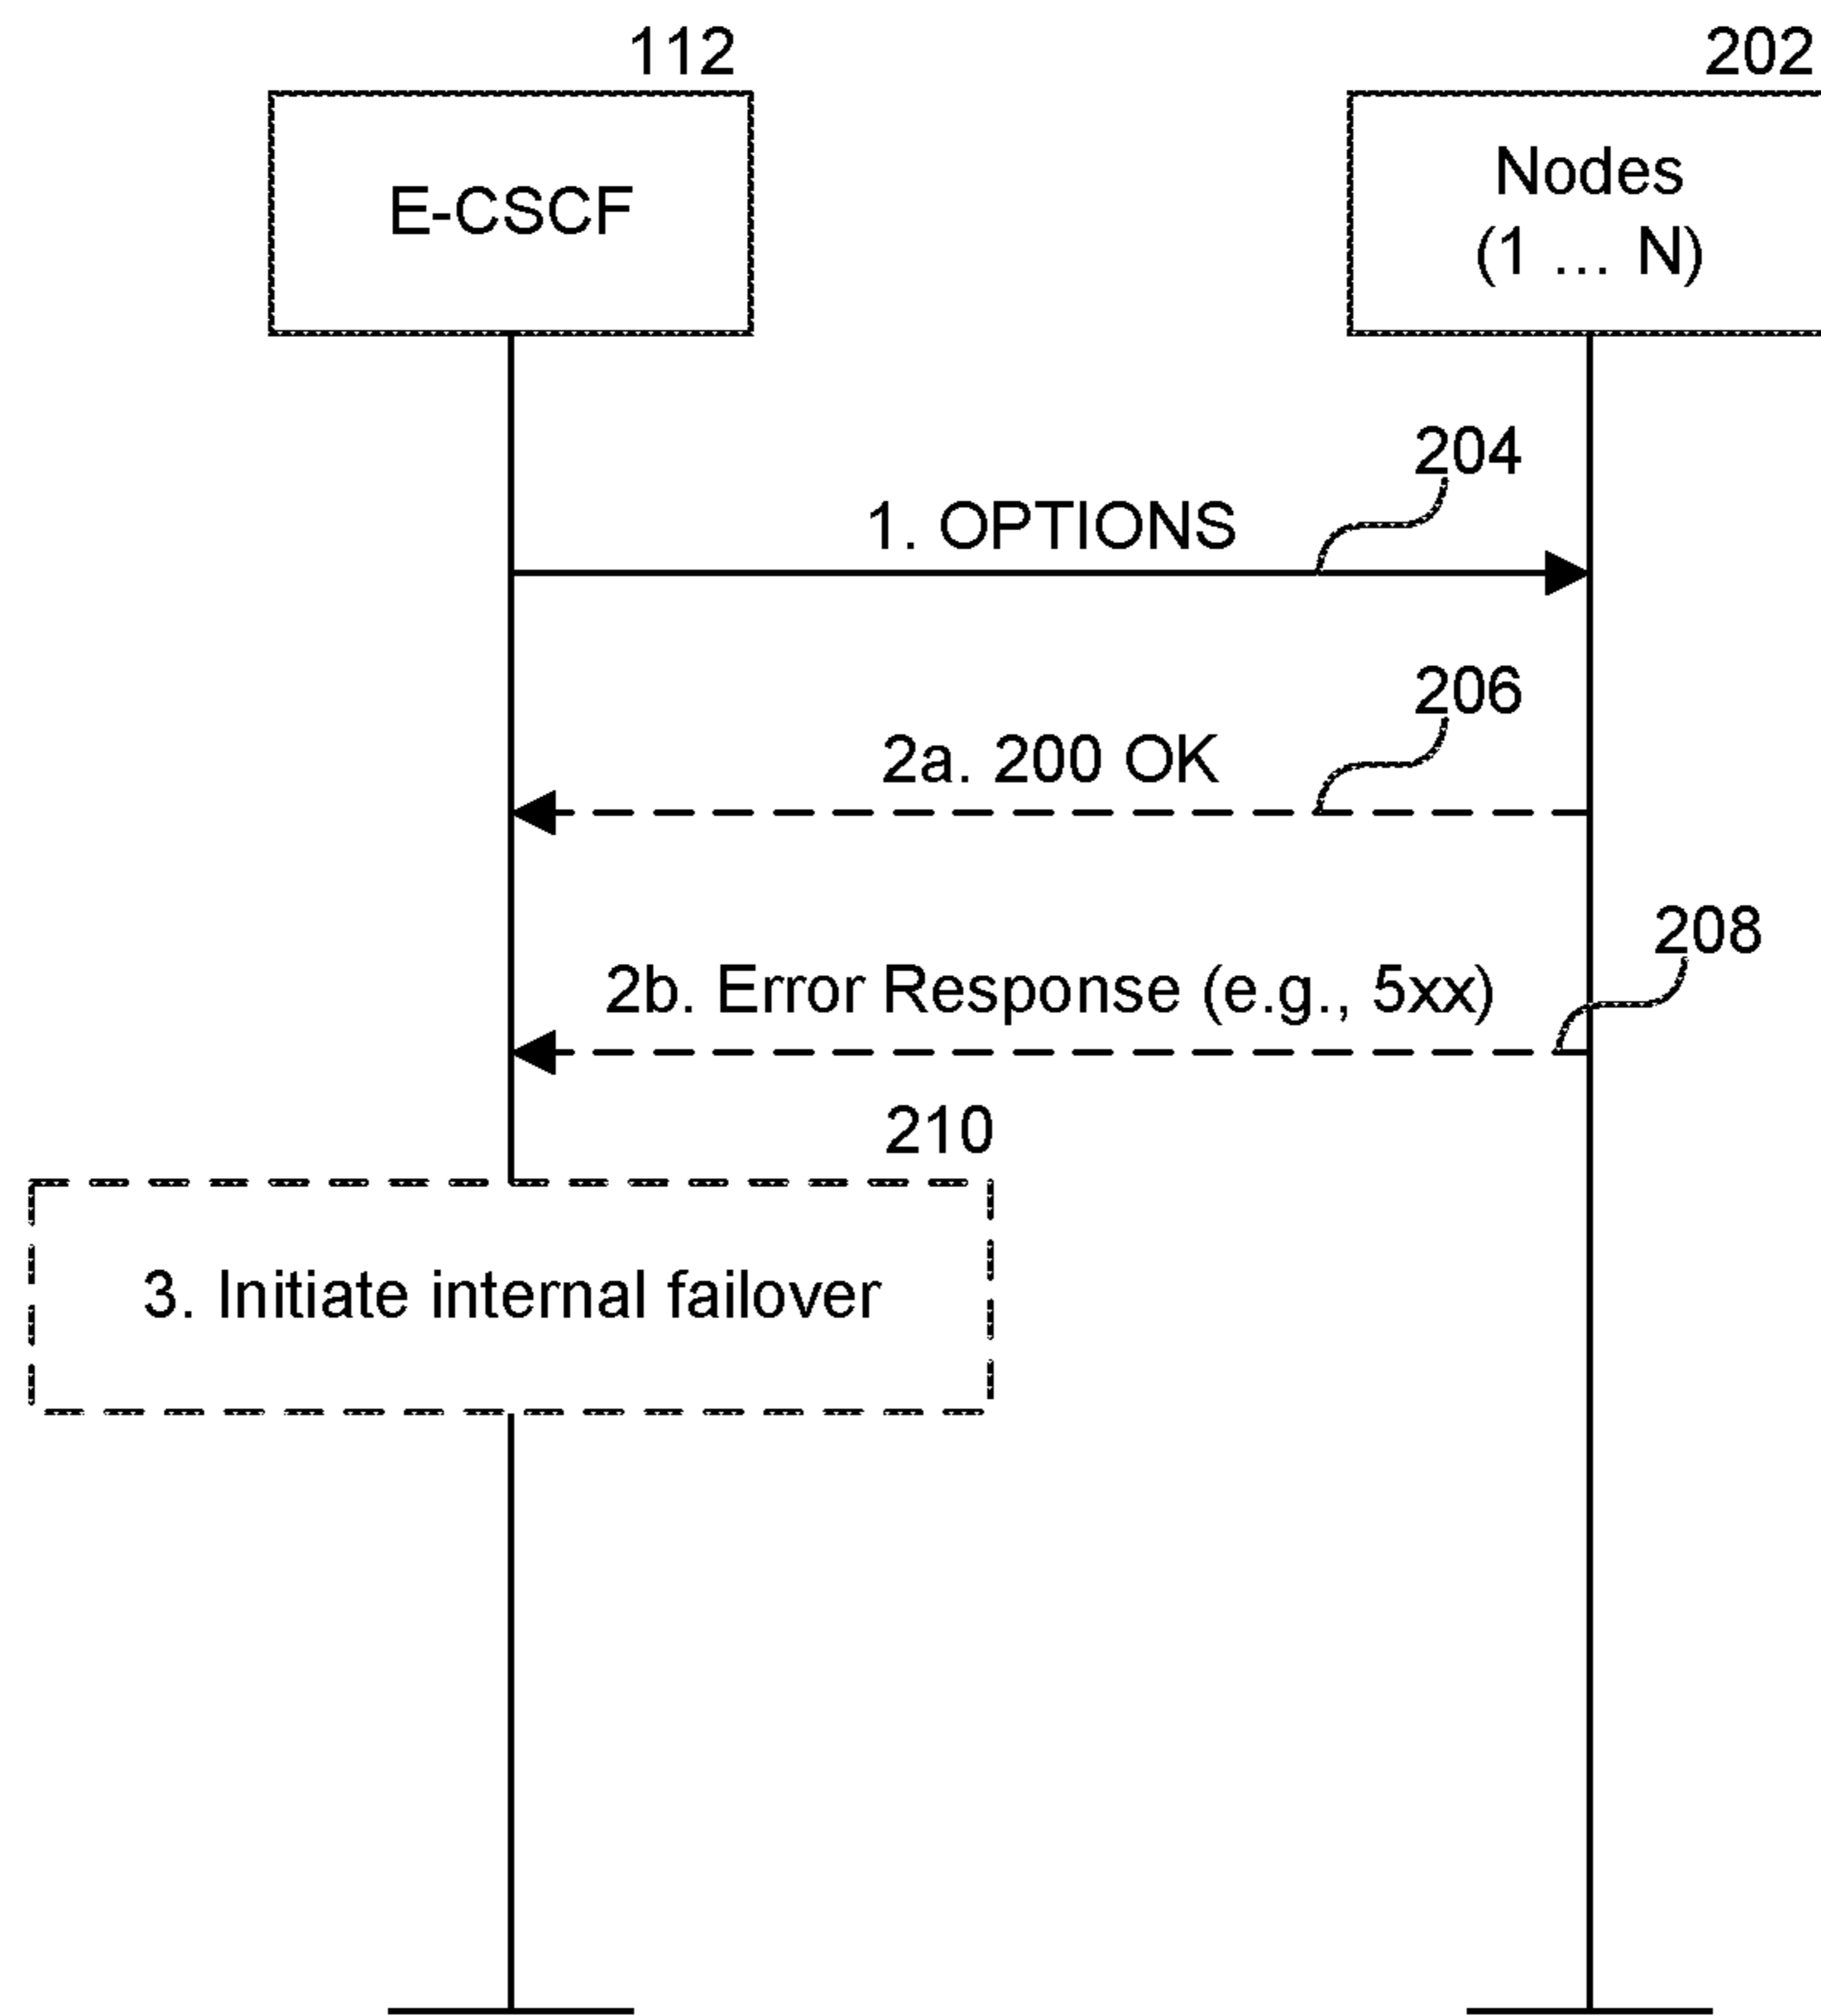 112
202
E-CSCF
Nodes
(1 ... N)
204
1. OPTIONS
206
2a. 200 OK
208
2b. Error Response (e.g., 5xx)
210
3. Initiate internal failover